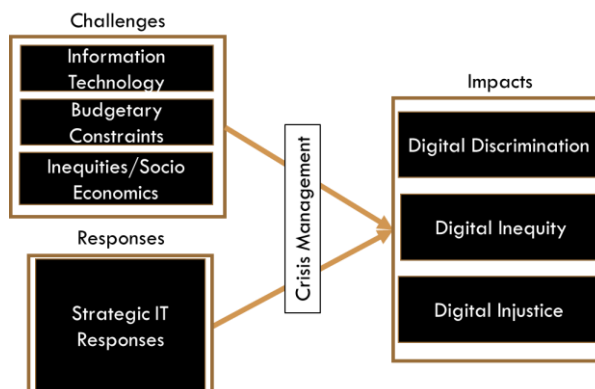 Challenges
Information
Technology
Budgetary
Constraints
Inequities/Socio
Economics
Responses
Strategic IT
Responses
Crisis Management
Impacts
Digital Discrimination
Digital Inequity
Digital Injustice